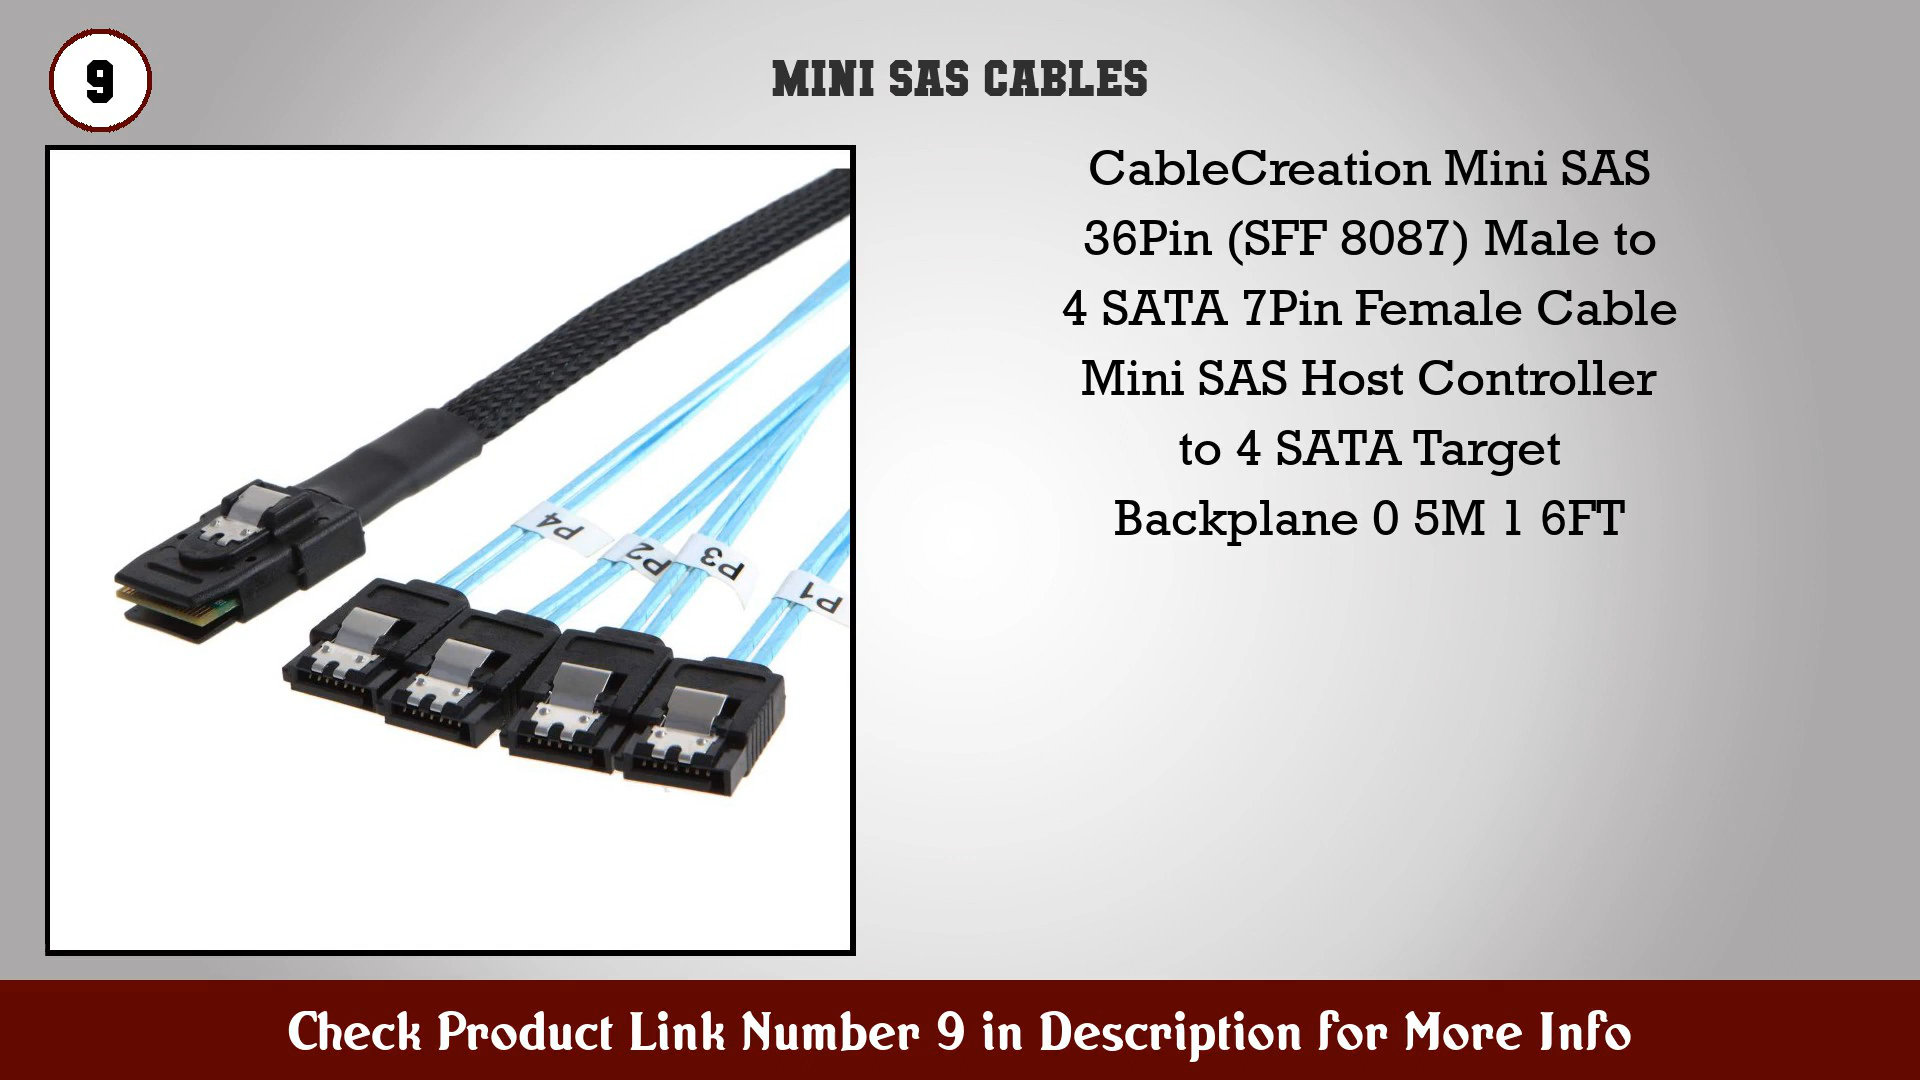 9
MINI SAS CABLES
CableCreation Mini SAS
36Pin (SFF 8087) Male to
4 SATA 7Pin Female Cable
Mini SAS Host Controller
to 4 SATA Target
Backplane 0 5M 1 6FT
P4
P2
P3
P1
Check Product Link Number 9 in Description for More Info